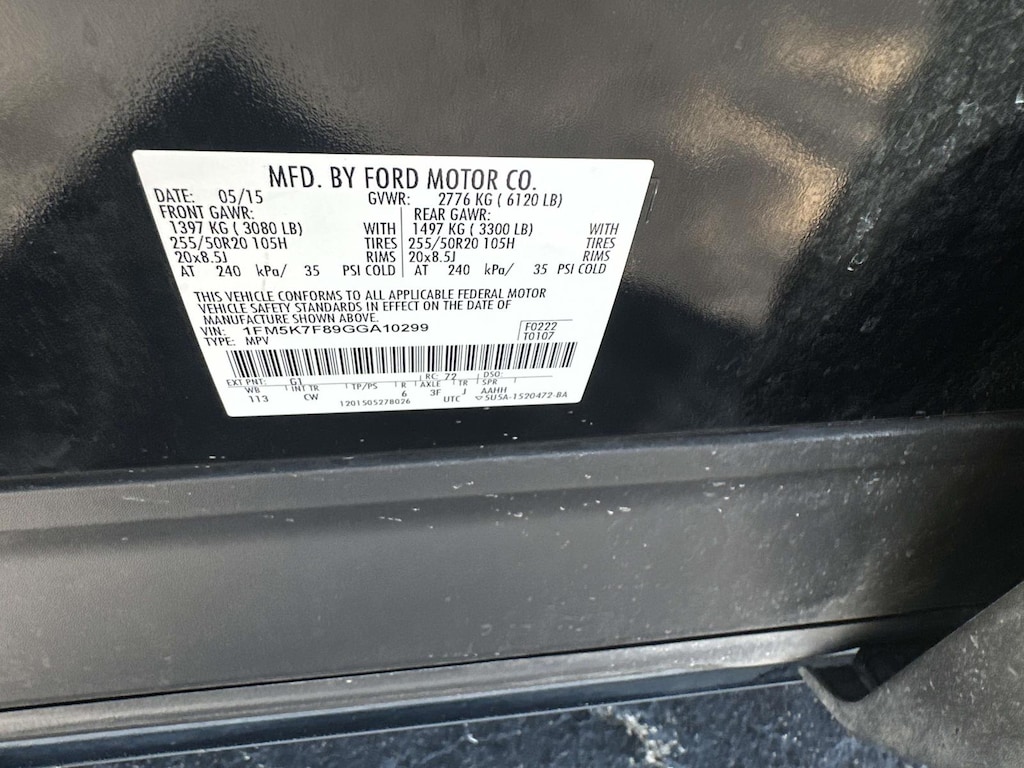 MFD. BY FORD MOTOR CO.
DATE: 05/15 GVWR: 2776 KG ( 6120 LB)
FRONT GAWR: REAR GAWR:
1397 KG ( 3080 LB) WITH 1497 KG ( 3300 LB) WITH
255/50R20 105H TIRES 255/50R20 105H TIRES
20x8.5J RIMS 20x8.5J RIMS
AT 240 kPa/ 35 PSI COLD AT 240 kPa/ 35 PSI COLD
THIS VEHICLE CONFORMS TO ALL APPLICABLE FEDERAL MOTOR
VEHICLE SAFETY STANDARDS IN EFFECT ON THE DATE OF
MANUFACTURE SHOWN ABOVE.
VIN: 1FM5K7F89GGA10299 F0222
TYPE: MPV T0107
EXT PNT: G1 RC: 72 DSO:
WB INT TR TP/PS R AXLE TR SPR
113 CW 6 3F J AAHH
1201505278026 UTC 5U5A-1520472-BA